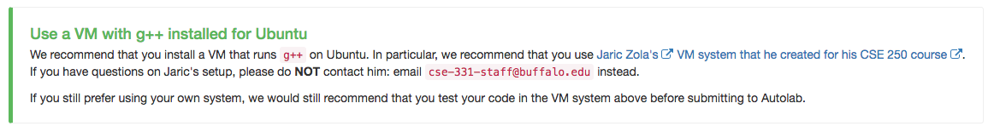 Use a VM with g++ installed for Ubuntu
We recommend that you install a VM that runs g++ on Ubuntu. In particular, we recommend that you use Jaric Zola's VM system that he created for his CSE 250 course.
If you have questions on Jaric's setup, please do NOT contact him: email cse-331-staff@buffalo.edu instead.
If you still prefer using your own system, we would still recommend that you test your code in the VM system above before submitting to Autolab.